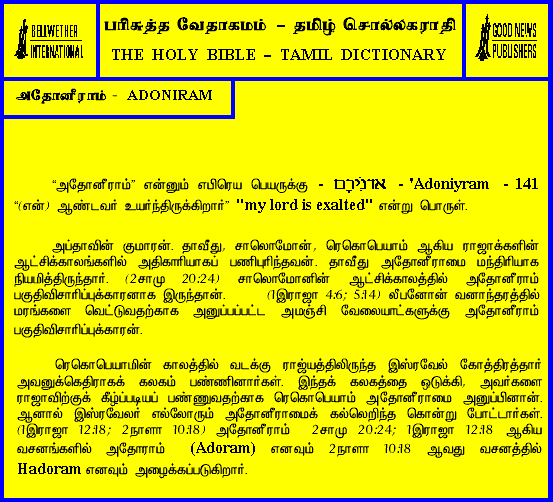 BELLWETHER
INTERNATIONAL
பரிசுத்த வேதாகமம் – தமிழ் சொல்லகராதி
THE HOLY BIBLE – TAMIL DICTIONARY
GOOD NEWS
PUBLISHERS
அதோனீராம் - ADONIRAM
“அதோனீராம்” என்னும் எபிரெய பெயருக்கு - אדנירם - 'Adoniyram - 141
“(என்) ஆண்டவர் உயர்ந்திருக்கிறார்” "my lord is exalted" என்று பொருள்.
அப்தாவின் குமாரன். தாவீது, சாலொமோன், ரெகொபெயாம் ஆகிய ராஜாக்களின்
ஆட்சிக்காலங்களில் அதிகாரியாகப் பணிபுரிந்தவன். தாவீது அதோனீராமை மந்திரியாக
நியமித்திருந்தார். (2சாமு 20:24) சாலொமோனின் ஆட்சிக்காலத்தில் அதோனீராம்
பகுதிவிசாரிப்புக்காரனாக இருந்தான். (1இராஜா 4:6; 5:14) லீபனோன் வனாந்தரத்தில்
மரங்களை வெட்டுவதற்காக அனுப்பப்பட்ட அமஞ்சி வேலையாட்களுக்கு அதோனீராம்
பகுதிவிசாரிப்புக்காரன்.
ரெகொபெயாமின் காலத்தில் வடக்கு ராஜ்யத்திலிருந்த இஸ்ரவேல் கோத்திரத்தார்
அவனுக்கெதிராகக் கலகம் பண்ணினார்கள். இந்தக் கலகத்தை ஒடுக்கி, அவர்களை
ராஜாவிற்குக் கீழ்ப்படியப் பண்ணுவதற்காக ரெகொபெயாம் அதோனீராமை அனுப்பினான்.
ஆனால் இஸ்ரவேலர் எல்லோரும் அதோனீராமைக் கல்லெறிந்த கொன்று போட்டார்கள்.
(1இராஜா 12:18; 2நாளா 10:18) அதோனீராம் 2சாமு 20:24; 1இராஜா 12:18 ஆகிய
வசனங்களில் அதோராம் (Adoram) எனவும் 2நாளா 10:18 ஆவது வசனத்தில்
Hadoram எனவும் அழைக்கப்படுகிறார்.